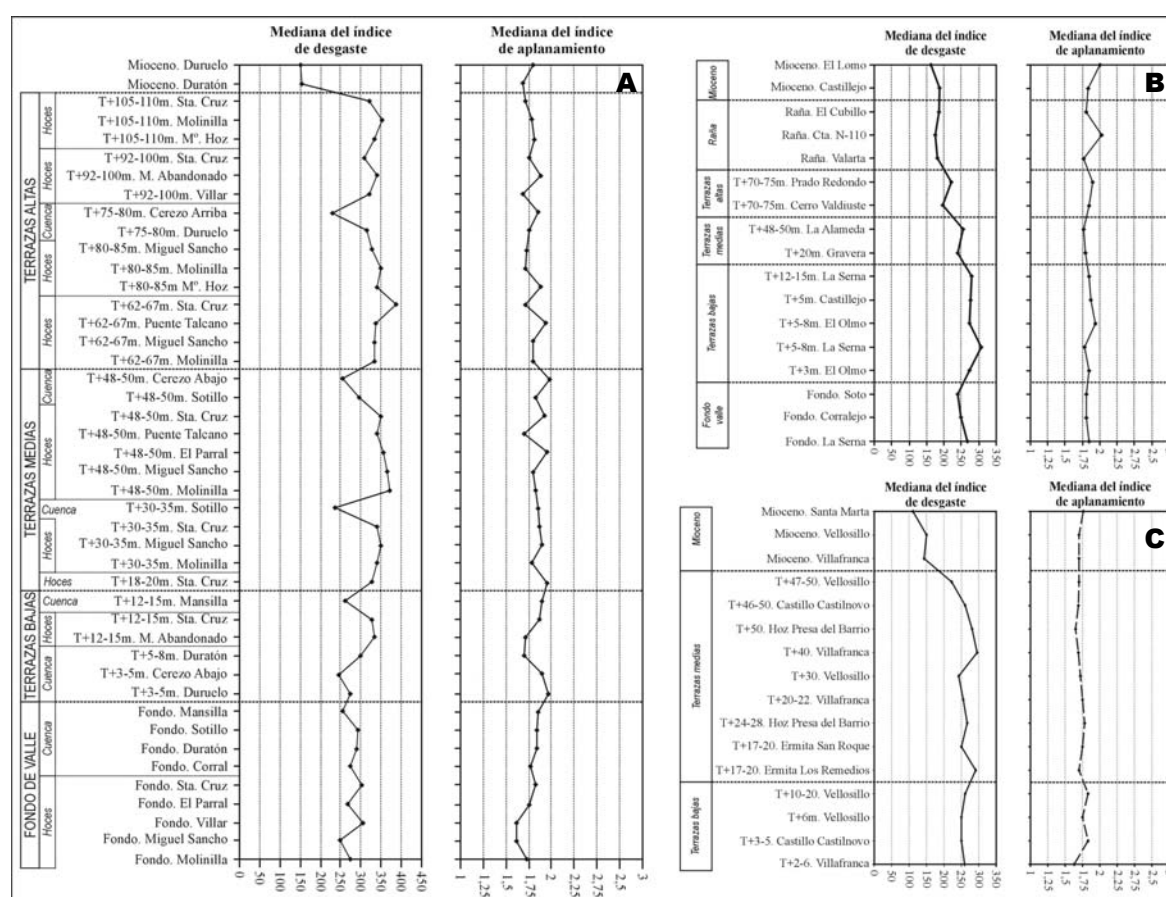 Mediana del índice
de desgaste
Mediana del índice
de aplanamiento
A
Mioceno. Duruelo
Mioceno. Duratón
TERRAZAS ALTAS
Hoces
T+105-110m. Sta. Cruz
T+105-110m. Molinilla
T+105-110m. Mº. Hoz
Hoces
T+92-100m. Sta. Cruz
T+92-100m. M. Abandonado
T+92-100m. Villar
Cuenca
T+75-80m. Cerezo Arriba
T+75-80m. Duruelo
Hoces
T+80-85m. Miguel Sancho
T+80-85m. Molinilla
T+80-85m Mº. Hoz
Hoces
T+62-67m. Sta. Cruz
T+62-67m. Puente Talcano
T+62-67m. Miguel Sancho
T+62-67m. Molinilla
TERRAZAS MEDIAS
Cuenca
T+48-50m. Cerezo Abajo
T+48-50m. Sotillo
Hoces
T+48-50m. Sta. Cruz
T+48-50m. Puente Talcano
T+48-50m. El Parral
T+48-50m. Miguel Sancho
T+48-50m. Molinilla
Cuenca
T+30-35m. Sotillo
Hoces
T+30-35m. Sta. Cruz
T+30-35m. Miguel Sancho
T+30-35m. Molinilla
Hoces
T+18-20m. Sta. Cruz
TERRAZAS BAJAS
Cuenca
T+12-15m. Mansilla
Hoces
T+12-15m. Sta. Cruz
T+12-15m. M. Abandonado
Cuenca
T+5-8m. Duratón
T+3-5m. Cerezo Abajo
T+3-5m. Duruelo
FONDO DE VALLE
Cuenca
Fondo. Mansilla
Fondo. Sotillo
Fondo. Duratón
Fondo. Corral
Hoces
Fondo. Sta. Cruz
Fondo. El Parral
Fondo. Villar
Fondo. Miguel Sancho
Fondo. Molinilla
0 50 100 150 200 250 300 350 400 450
1 1,25 1,5 1,75 2 2,25 2,5 2,75 3
Mediana del índice
de desgaste
Mediana del índice
de aplanamiento
B
Mioceno
Mioceno. El Lomo
Mioceno. Castillejo
Raña
Raña. El Cubillo
Raña. Cta. N-110
Raña. Valarta
Terrazas
altas
T+70-75m. Prado Redondo
T+70-75m. Cerro Valdiuste
Terrazas
medias
T+48-50m. La Alameda
T+20m. Gravera
Terrazas bajas
T+12-15m. La Serna
T+5m. Castillejo
T+5-8m. El Olmo
T+5-8m. La Serna
T+3m. El Olmo
Fondo
valle
Fondo. Soto
Fondo. Corralejo
Fondo. La Serna
0 50 100 150 200 250 300 350
1 1,25 1,5 1,75 2 2,25 2,5 2,75 3
Mediana del índice
de desgaste
Mediana del índice
de aplanamiento
C
Mioceno
Mioceno. Santa Marta
Mioceno. Vellosillo
Mioceno. Villafranca
Terrazas medias
T+47-50. Vellosillo
T+46-50. Castillo Castilnovo
T+50. Hoz Presa del Barrio
T+40. Villafranca
T+30. Vellosillo
T+20-22. Villafranca
T+24-28. Hoz Presa del Barrio
T+17-20. Ermita San Roque
T+17-20. Ermita Los Remedios
Terrazas bajas
T+10-20. Vellosillo
T+6m. Vellosillo
T+3-5. Castillo Castilnovo
T+2-6. Villafranca
0 50 100 150 200 250 300 350
1 1,25 1,5 1,75 2 2,25 2,5 2,75 3